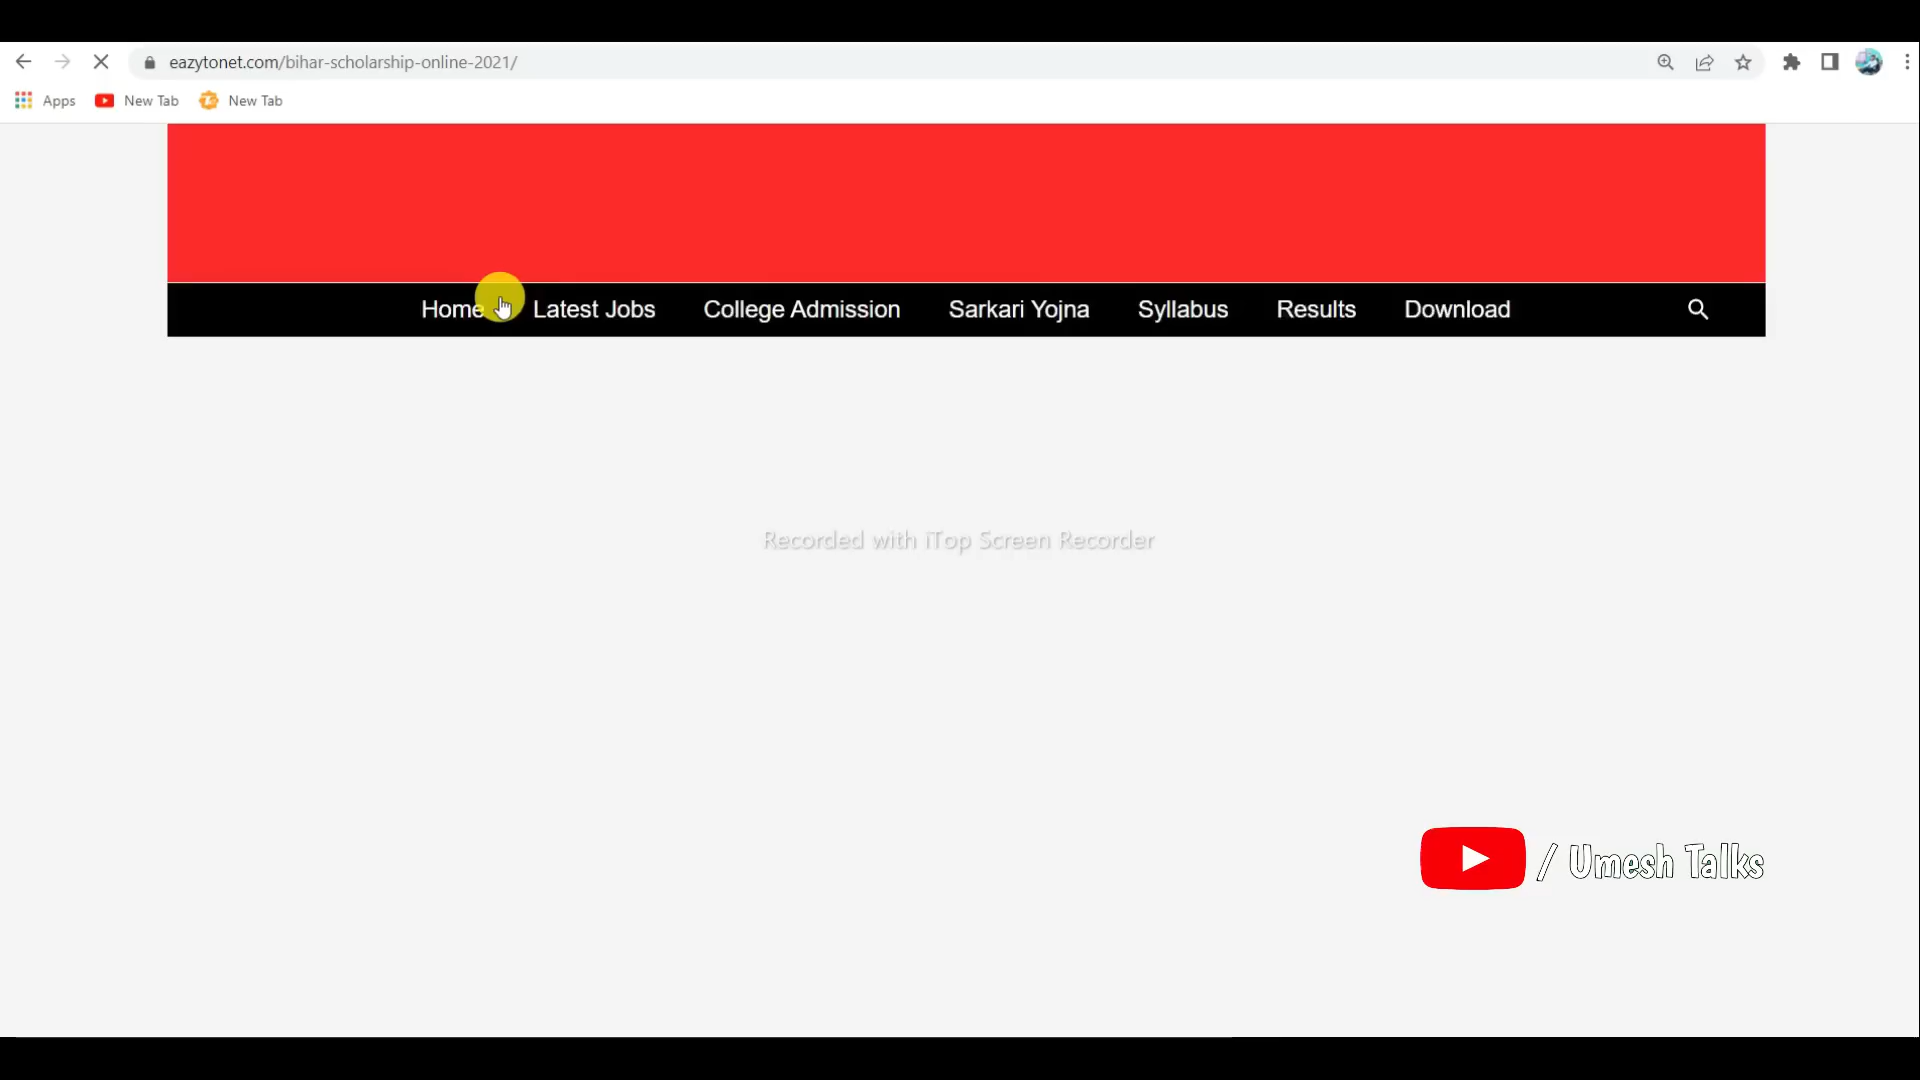 eazytonet.com/bihar-scholarship-online-2021/
Apps New Tab New Tab
Home Latest Jobs College Admission Sarkari Yojna Syllabus Results Download
Recorded with iTop Screen Recorder
/ Umesh Talks